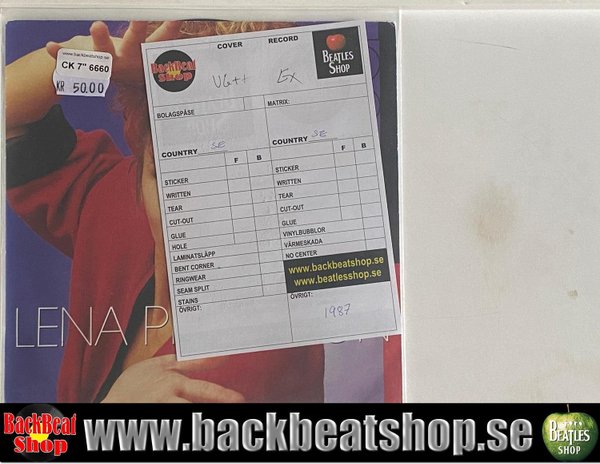 www.backbeatshop.se
CK 7" 6660
KR 50.00
COVER RECORD
BackBeat
Shop
BEATLES
SHOP
VG++ EX
BOLAGSPÅSE
MATRIX:
COUNTRY SE
COUNTRY SE
F B
F B
STICKER
STICKER
WRITTEN
WRITTEN
TEAR
TEAR
CUT-OUT
CUT-OUT
GLUE
GLUE
HOLE
VINYLBUBBLOR
LAMINATSLÄPP
VÄRMESKADA
BENT CORNER
NO CENTER
RINGWEAR
SEAM SPLIT
STAINS
www.backbeatshop.se
www.beatlesshop.se
ÖVRIGT:
ÖVRIGT:
1987
LENA P
N
BackBeat
Shop
www.backbeatshop.se
BEATLES
SHOP